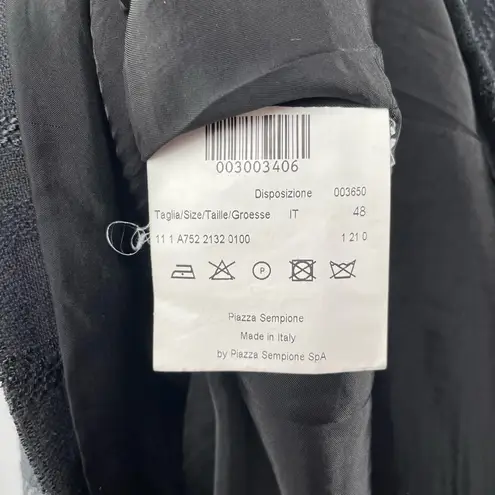 003003406
Disposizione 003650
Taglia/Size/Taille/Groesse IT 48
11 1 A752 2132 0100 1 21 0
P
Piazza Sempione
Made in Italy
by Piazza Sempione SpA